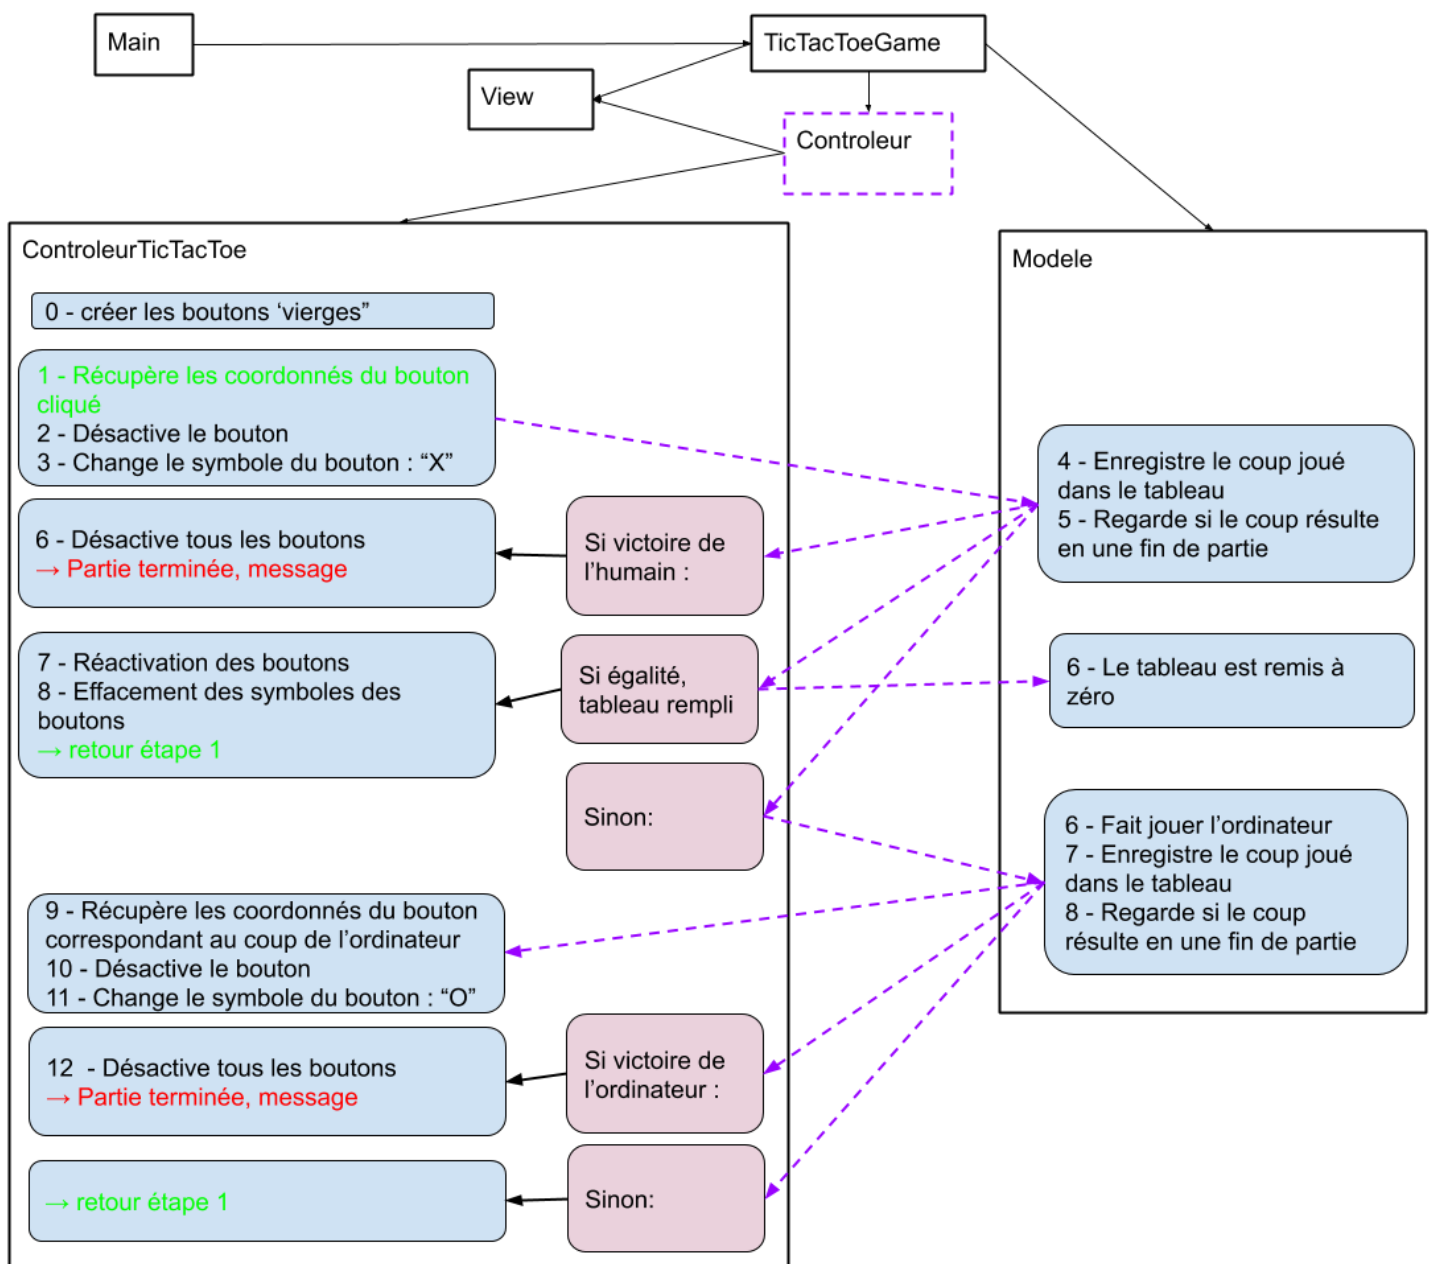 Main
TicTacToeGame
View
Controleur
ControleurTicTacToe
0 - créer les boutons ‘vierges”
1 - Récupère les coordonnés du bouton
cliqué
2 - Désactive le bouton
3 - Change le symbole du bouton : “X”
6 - Désactive tous les boutons
→ Partie terminée, message
Si victoire de
l’humain :
7 - Réactivation des boutons
8 - Effacement des symboles des
boutons
→ retour étape 1
Si égalité,
tableau rempli
Sinon:
9 - Récupère les coordonnés du bouton
correspondant au coup de l’ordinateur
10 - Désactive le bouton
11 - Change le symbole du bouton : “O”
12  - Désactive tous les boutons
→ Partie terminée, message
Si victoire de
l’ordinateur :
→ retour étape 1
Sinon:
Modele
4 - Enregistre le coup joué
dans le tableau
5 - Regarde si le coup résulte
en une fin de partie
6 - Le tableau est remis à
zéro
6 - Fait jouer l’ordinateur
7 - Enregistre le coup joué
dans le tableau
8 - Regarde si le coup
résulte en une fin de partie